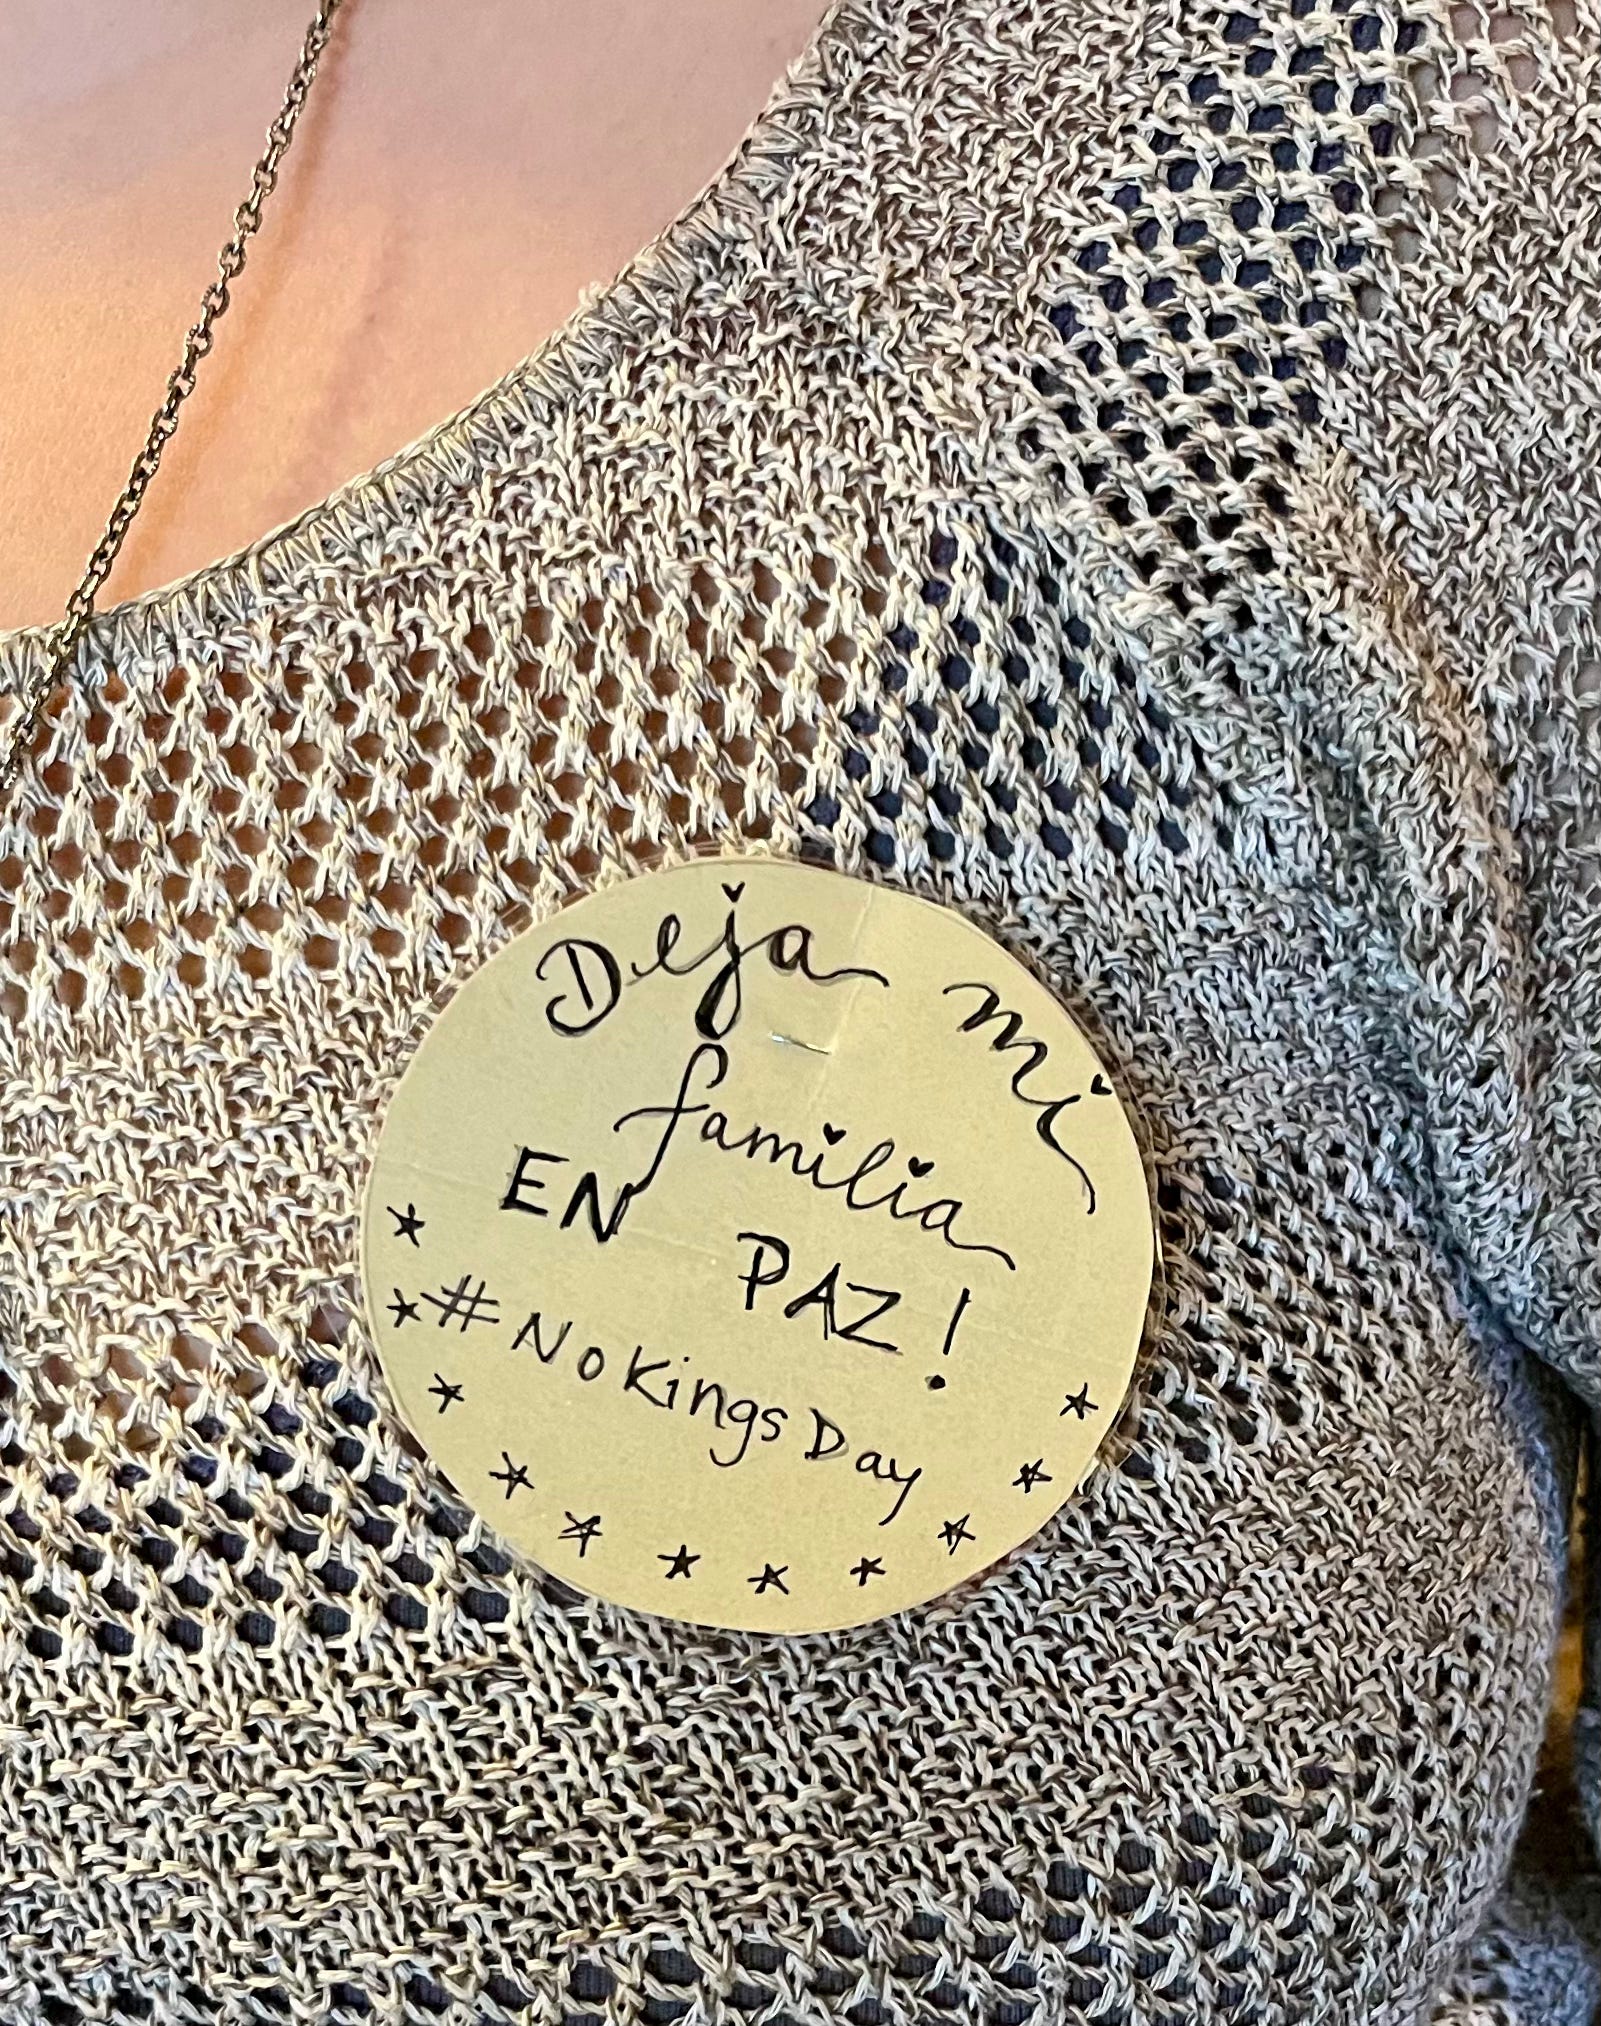 Deja mi
familia
EN PAZ!
#NoKingsDay